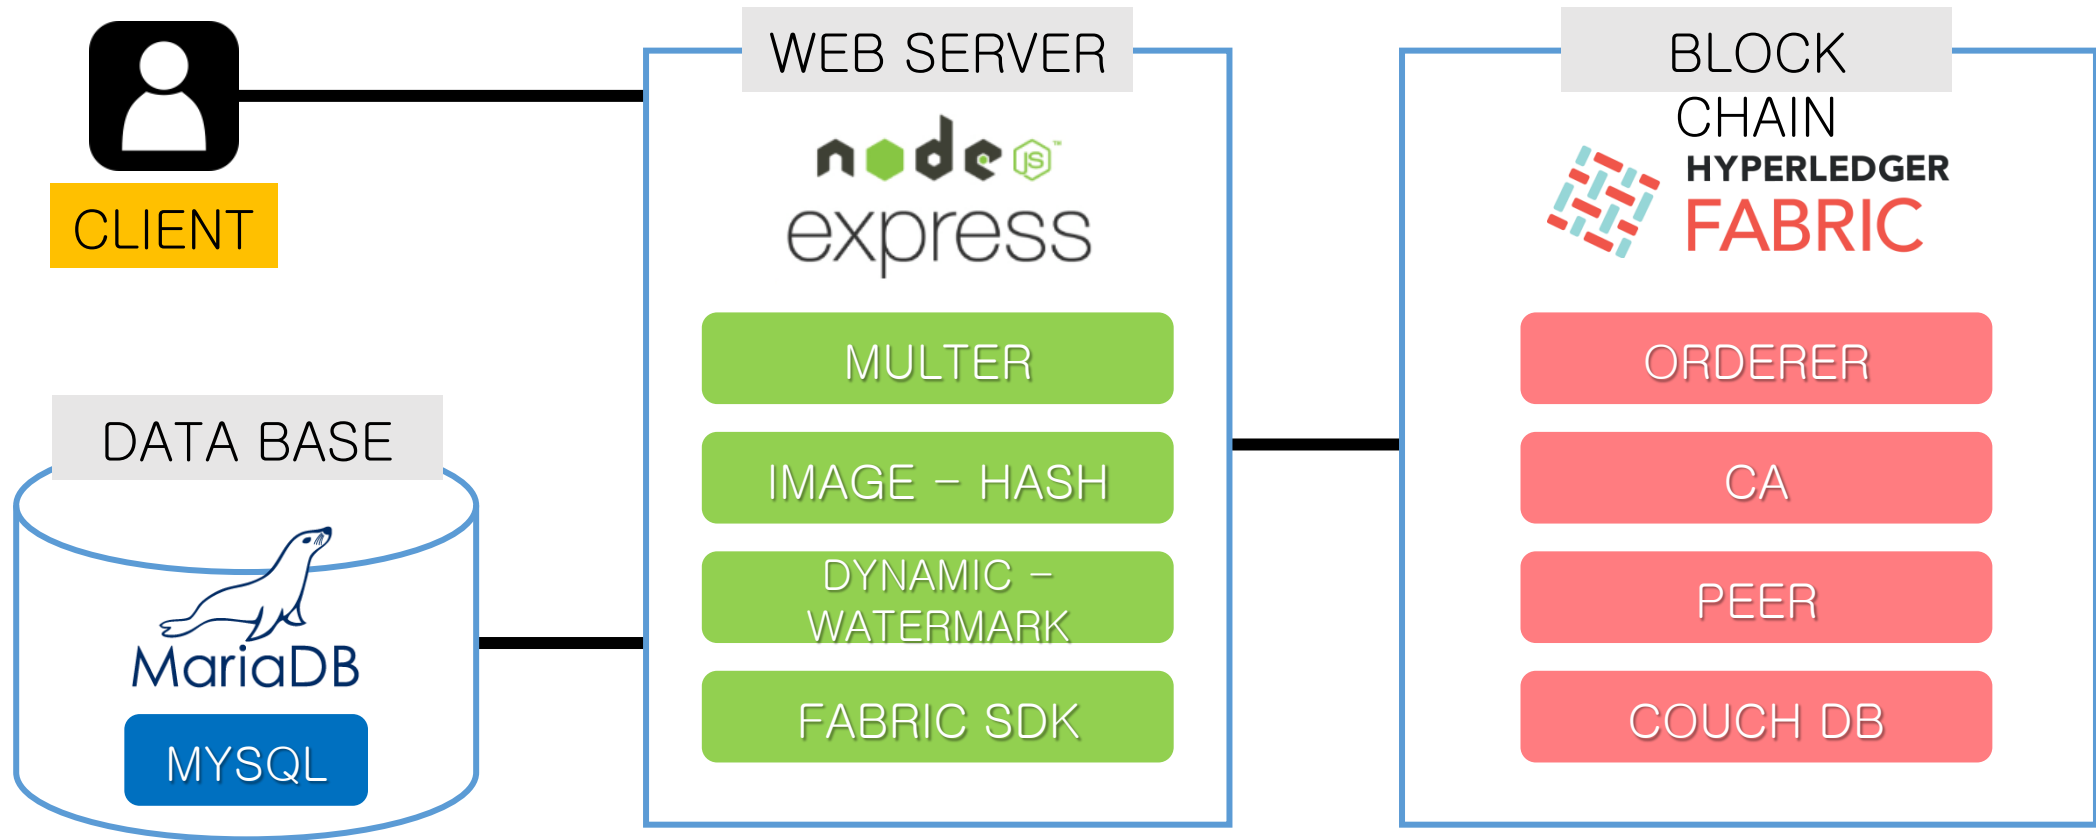 CLIENT
WEB SERVER
node JS™
express
MULTER
IMAGE - HASH
DYNAMIC -
WATERMARK
FABRIC SDK
BLOCK
CHAIN
HYPERLEDGER
FABRIC
ORDERER
CA
PEER
COUCH DB
DATA BASE
MariaDB
MYSQL